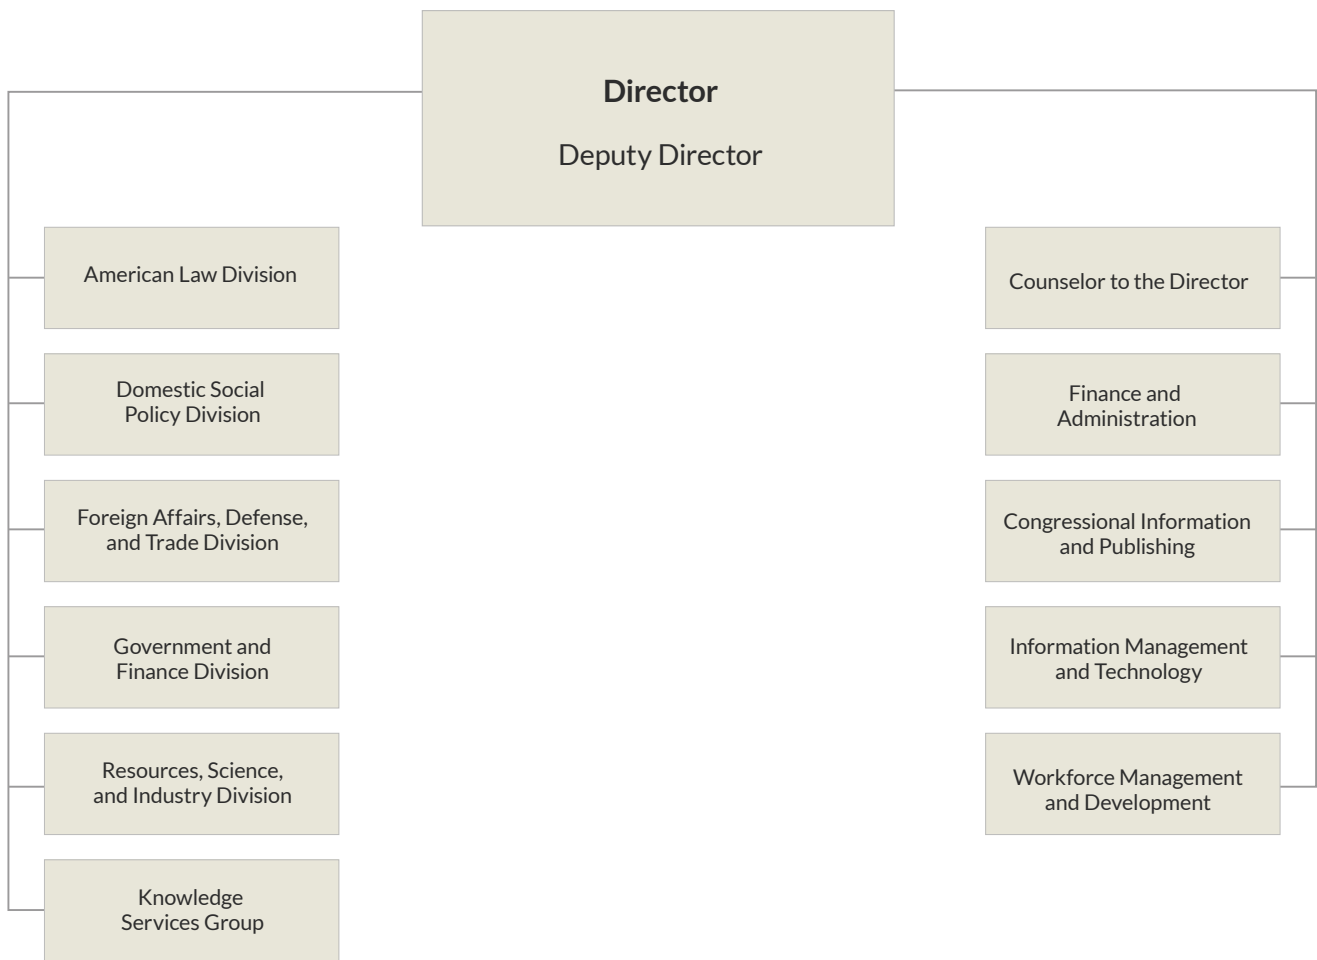 Director
Deputy Director
American Law Division
Domestic Social
Policy Division
Foreign Affairs, Defense,
and Trade Division
Government and
Finance Division
Resources, Science,
and Industry Division
Knowledge
Services Group
Counselor to the Director
Finance and
Administration
Congressional Information
and Publishing
Information Management
and Technology
Workforce Management
and Development